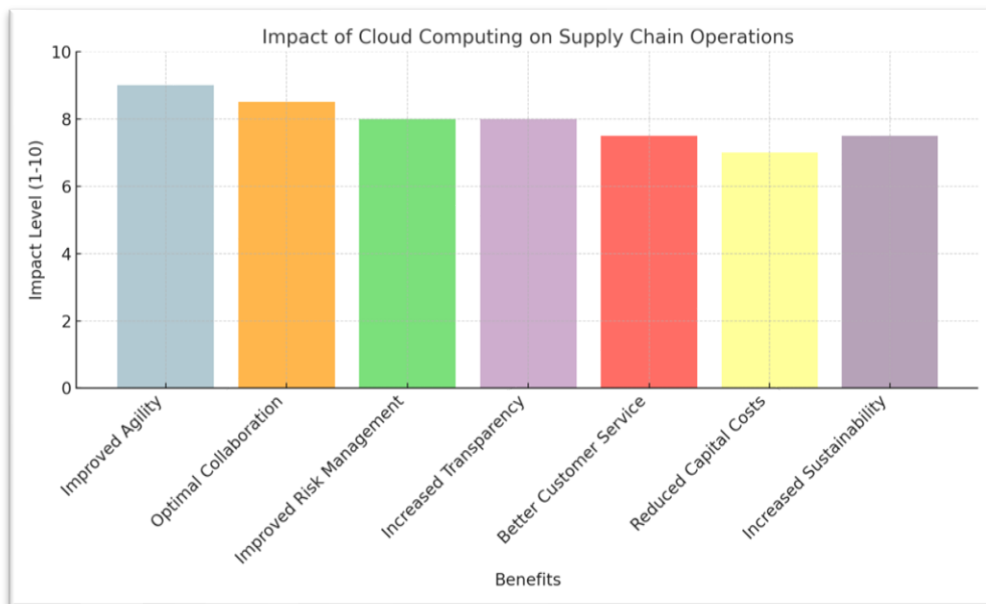 Impact of Cloud Computing on Supply Chain Operations
10
8
6
4
2
0
Impact Level (1-10)
Improved Agility
Optimal Collaboration
Improved Risk Management
Increased Transparency
Better Customer Service
Reduced Capital Costs
Increased Sustainability
Benefits